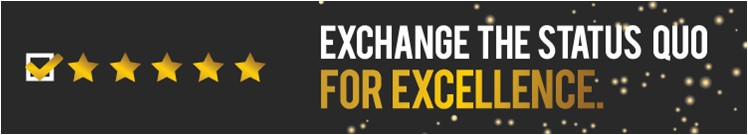 EXCHANGE THE STATUS QUO
FOR EXCELLENCE.